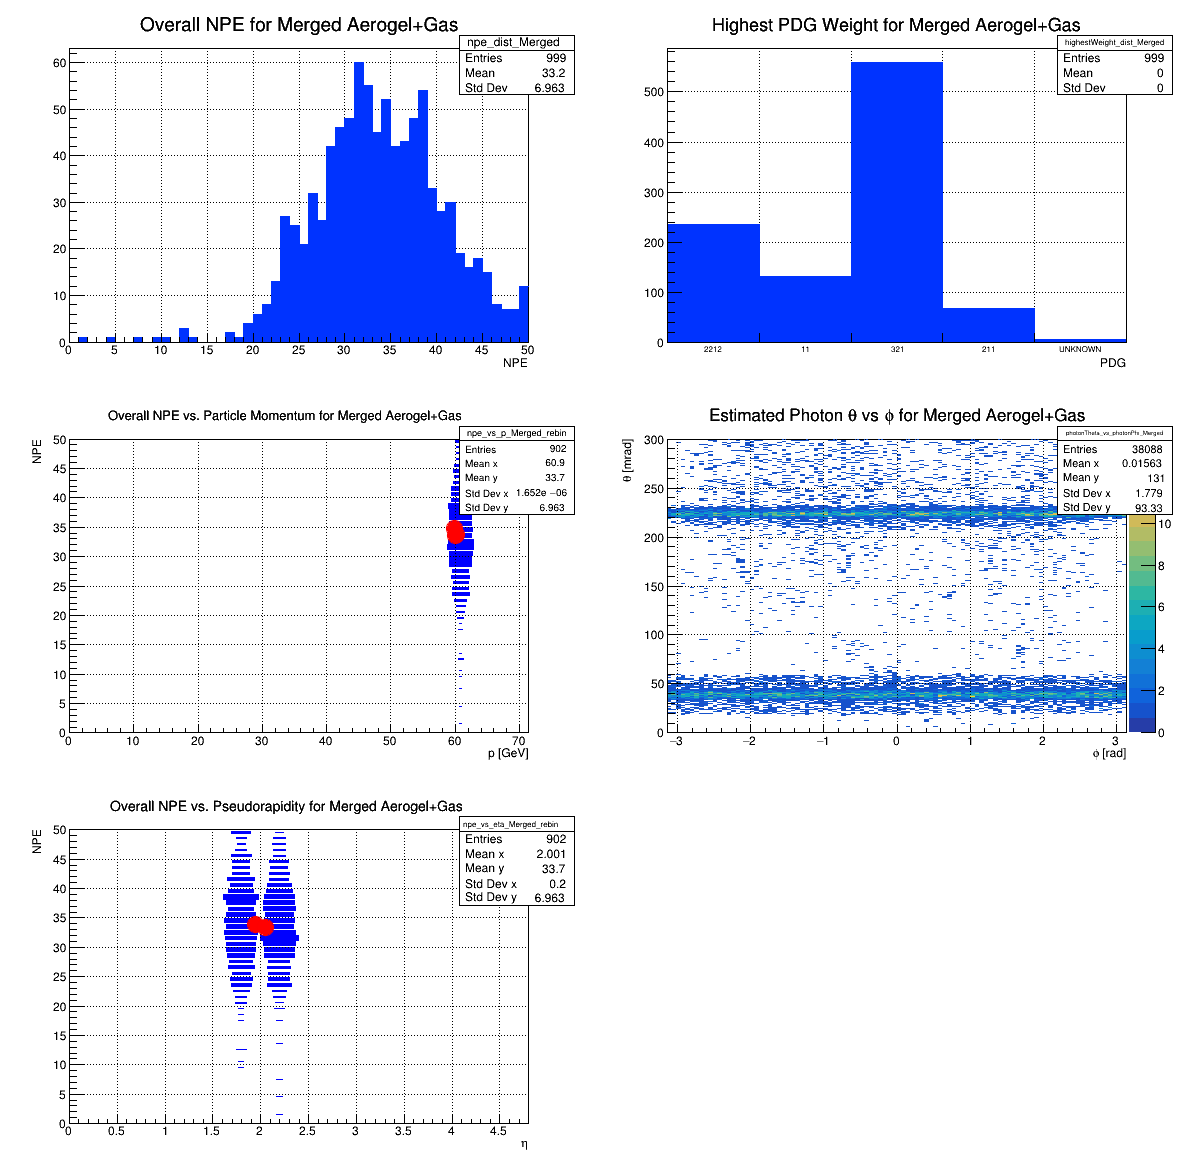 Overall NPE for Merged Aerogel+Gas
npe_dist_Merged
Entries 999
Mean 33.2
Std Dev 6.963
60
50
40
30
20
10
0
0 5 10 15 20 25 30 35 40 45 50
NPE
Highest PDG Weight for Merged Aerogel+Gas
highestWeight_dist_Merged
Entries 999
Mean 0
Std Dev 0
500
400
300
200
100
0
2212 11 321 211 UNKNOWN
PDG
Overall NPE vs. Particle Momentum for Merged Aerogel+Gas
NPE
npe_vs_p_Merged_rebin
Entries 902
Mean x 60.9
Mean y 33.7
Std Dev x 1.652e −06
Std Dev y 6.963
50
45
40
35
30
25
20
15
10
5
0
0 10 20 30 40 50 60 70
p [GeV]
Estimated Photon θ vs ϕ for Merged Aerogel+Gas
θ [mrad]
photonTheta_vs_photonPhi_Merged
Entries 38088
Mean x 0.01563
Mean y 131
Std Dev x 1.779
Std Dev y 93.33
300
250
200
150
100
50
0
−3 −2 −1 0 1 2 3
ϕ [rad]
10
8
6
4
2
0
Overall NPE vs. Pseudorapidity for Merged Aerogel+Gas
NPE
npe_vs_eta_Merged_rebin
Entries 902
Mean x 2.001
Mean y 33.7
Std Dev x 0.2
Std Dev y 6.963
50
45
40
35
30
25
20
15
10
5
0
0 0.5 1 1.5 2 2.5 3 3.5 4 4.5
η